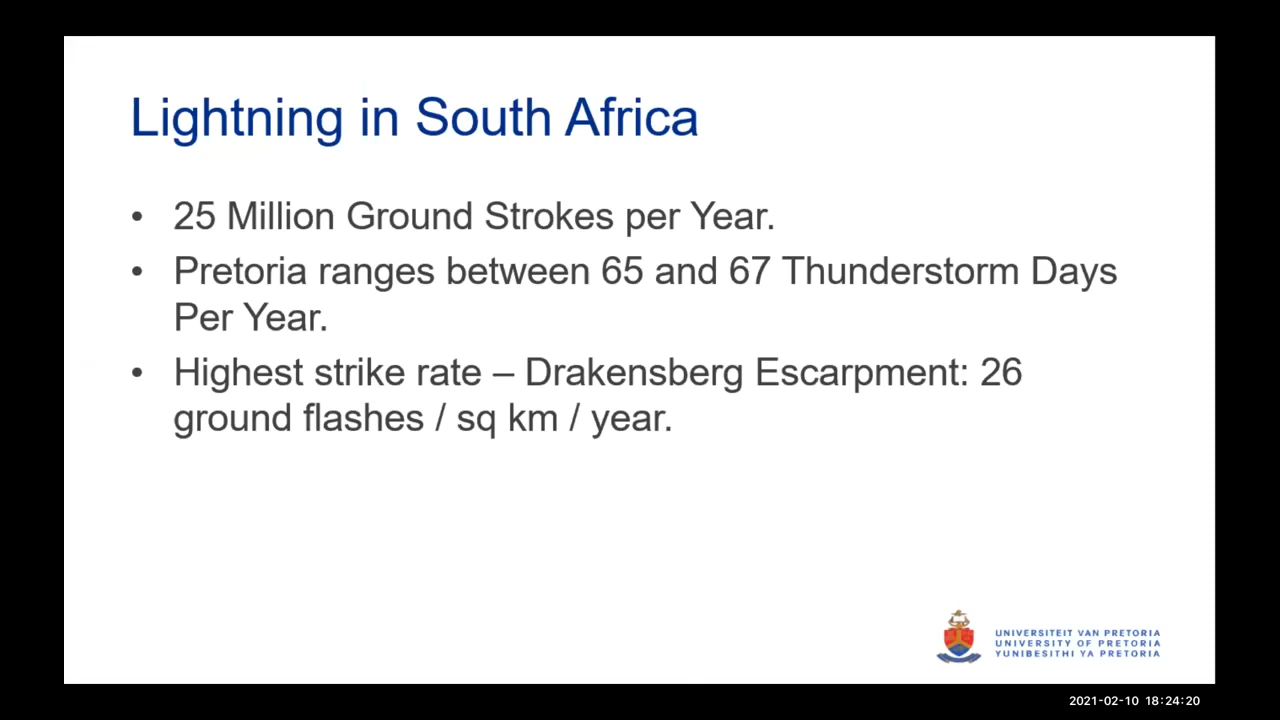 Lightning in South Africa
• 25 Million Ground Strokes per Year.
• Pretoria ranges between 65 and 67 Thunderstorm Days
Per Year.
• Highest strike rate – Drakensberg Escarpment: 26
ground flashes / sq km / year.
UNIVERSITEIT VAN PRETORIA
UNIVERSITY OF PRETORIA
YUNIBESITHI YA PRETORIA
2021-02-10 18:24:20